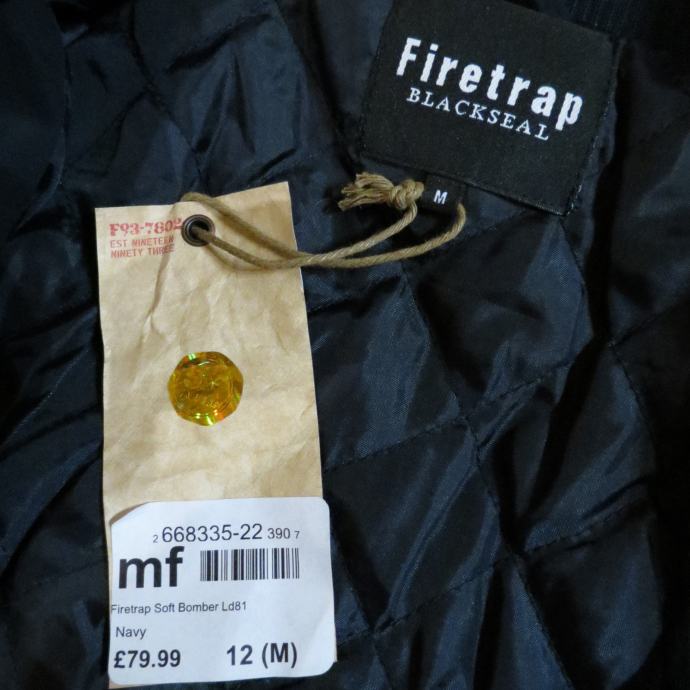 Firetrap
BLACKSEAL
M
F93-7802
EST NINETEEN
NINETY THREE
2 668335-22 390 7
mf
Firetrap Soft Bomber Ld81
Navy
£79.99 12 (M)